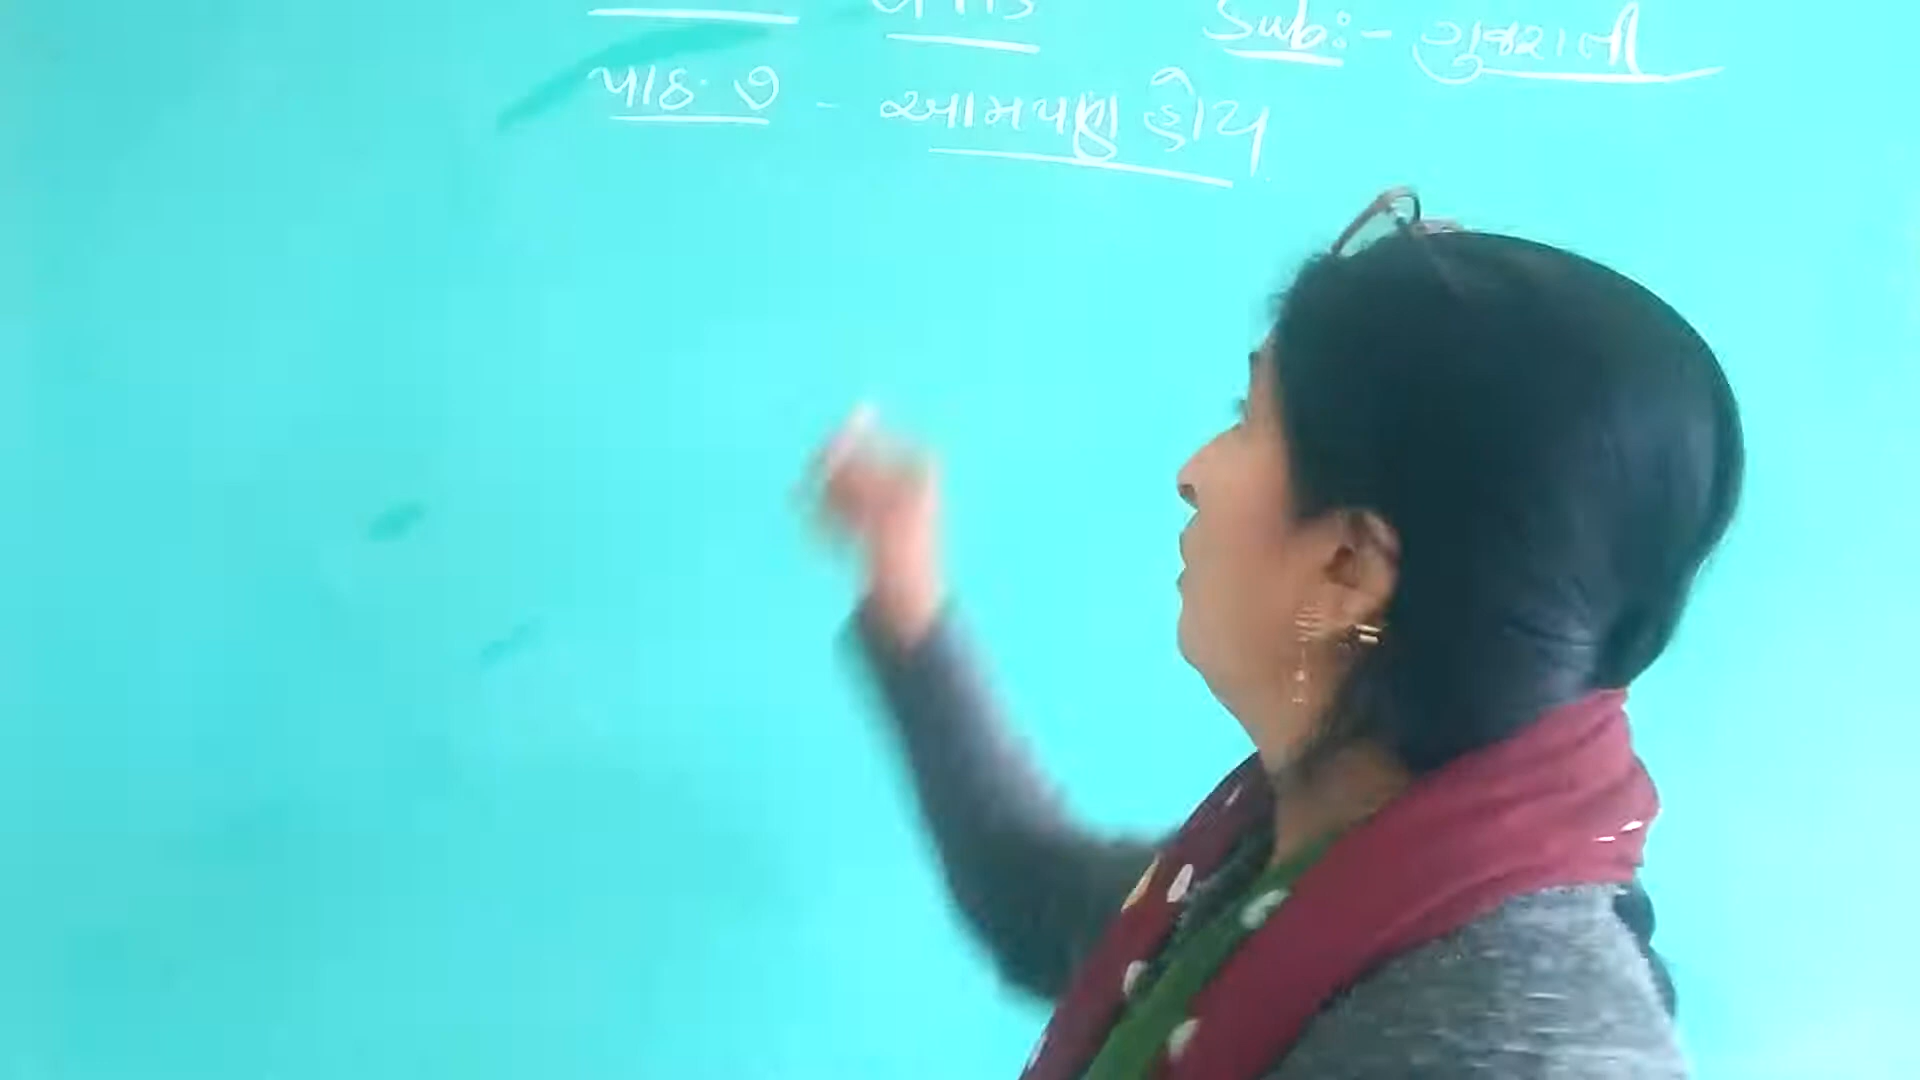 Sub:- ગુજરાતી
પાઠ. ૭ - આમપણ હોય